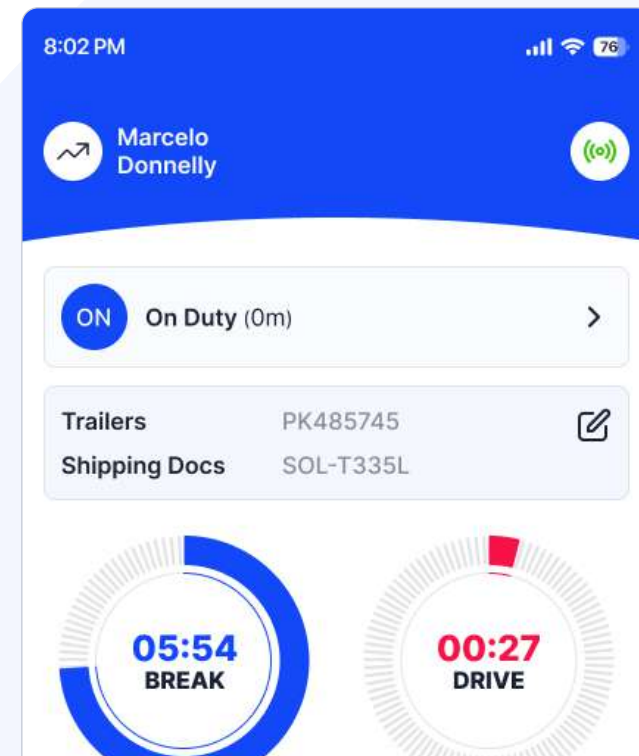 8:02 PM
76
Marcelo
Donnelly
ON On Duty (0m)
Trailers PK485745
Shipping Docs SOL-T335L
05:54 00:27
BREAK DRIVE